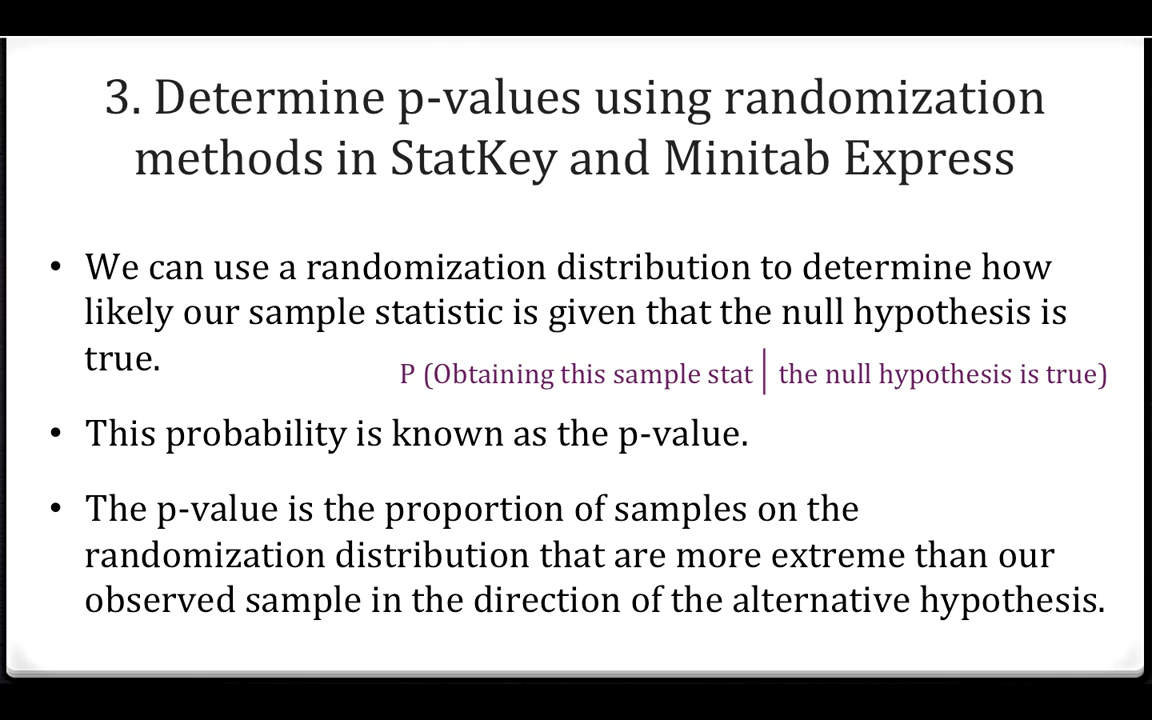 3. Determine p-values using randomization
methods in StatKey and Minitab Express
• We can use a randomization distribution to determine how
likely our sample statistic is given that the null hypothesis is
true.
P (Obtaining this sample stat | the null hypothesis is true)
• This probability is known as the p-value.
• The p-value is the proportion of samples on the
randomization distribution that are more extreme than our
observed sample in the direction of the alternative hypothesis.